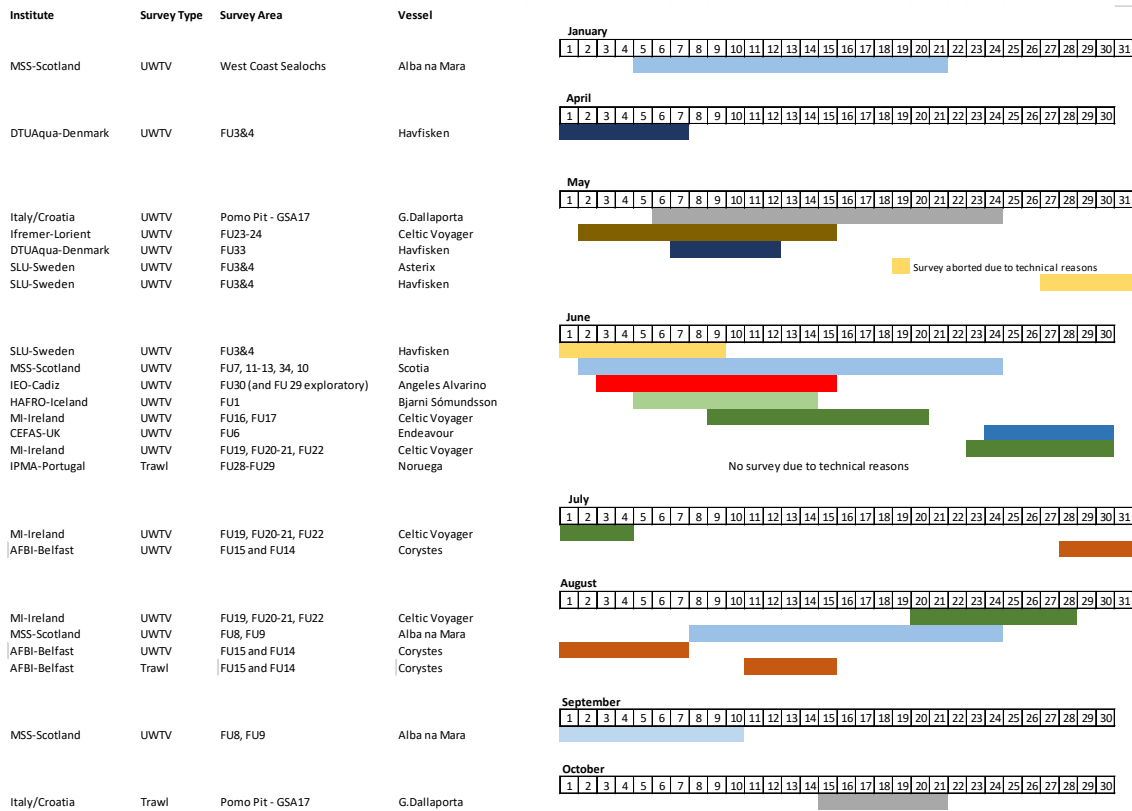 Institute Survey Type Survey Area Vessel
January
1 2 3 4 5 6 7 8 9 10 11 12 13 14 15 16 17 18 19 20 21 22 23 24 25 26 27 28 29 30 31
MSS-Scotland UWTV West Coast Sealochs Alba na Mara
April
1 2 3 4 5 6 7 8 9 10 11 12 13 14 15 16 17 18 19 20 21 22 23 24 25 26 27 28 29 30
DTUAqua-Denmark UWTV FU3&4 Havfisken
May
1 2 3 4 5 6 7 8 9 10 11 12 13 14 15 16 17 18 19 20 21 22 23 24 25 26 27 28 29 30 31
Italy/Croatia UWTV Pomo Pit - GSA17 G.Dallaporta
Ifremer-Lorient UWTV FU23-24 Celtic Voyager
DTUAqua-Denmark UWTV FU33 Havfisken
SLU-Sweden UWTV FU3&4 Asterix Survey aborted due to technical reasons
SLU-Sweden UWTV FU3&4 Havfisken
June
1 2 3 4 5 6 7 8 9 10 11 12 13 14 15 16 17 18 19 20 21 22 23 24 25 26 27 28 29 30
SLU-Sweden UWTV FU3&4 Havfisken
MSS-Scotland UWTV FU7, 11-13, 34, 10 Scotia
IEO-Cadiz UWTV FU30 (and FU 29 exploratory) Angeles Alvarino
HAFRO-Iceland UWTV FU1 Bjarni Sómundsson
MI-Ireland UWTV FU16, FU17 Celtic Voyager
CEFAS-UK UWTV FU6 Endeavour
MI-Ireland UWTV FU19, FU20-21, FU22 Celtic Voyager
IPMA-Portugal Trawl FU28-FU29 Noruega No survey due to technical reasons
July
1 2 3 4 5 6 7 8 9 10 11 12 13 14 15 16 17 18 19 20 21 22 23 24 25 26 27 28 29 30 31
MI-Ireland UWTV FU19, FU20-21, FU22 Celtic Voyager
AFBI-Belfast UWTV FU15 and FU14 Corystes
August
1 2 3 4 5 6 7 8 9 10 11 12 13 14 15 16 17 18 19 20 21 22 23 24 25 26 27 28 29 30 31
MI-Ireland UWTV FU19, FU20-21, FU22 Celtic Voyager
MSS-Scotland UWTV FU8, FU9 Alba na Mara
AFBI-Belfast UWTV FU15 and FU14 Corystes
AFBI-Belfast Trawl FU15 and FU14 Corystes
September
1 2 3 4 5 6 7 8 9 10 11 12 13 14 15 16 17 18 19 20 21 22 23 24 25 26 27 28 29 30
MSS-Scotland UWTV FU8, FU9 Alba na Mara
October
1 2 3 4 5 6 7 8 9 10 11 12 13 14 15 16 17 18 19 20 21 22 23 24 25 26 27 28 29 30
Italy/Croatia Trawl Pomo Pit - GSA17 G.Dallaporta